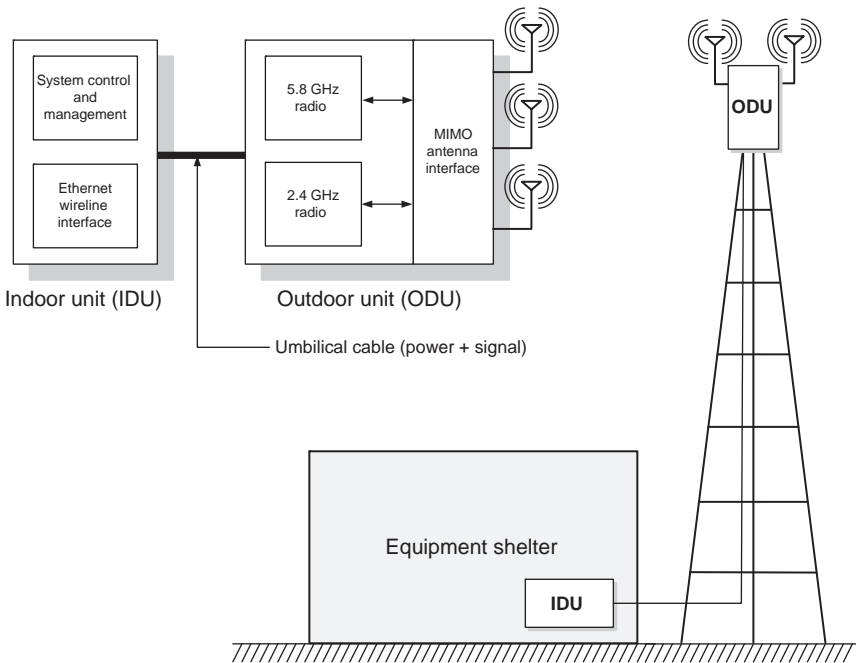 System control
and
management
Ethernet
wireline
interface
Indoor unit (IDU)
5.8 GHz
radio
2.4 GHz
radio
MIMO
antenna
interface
Outdoor unit (ODU)
Umbilical cable (power + signal)
ODU
Equipment shelter
IDU